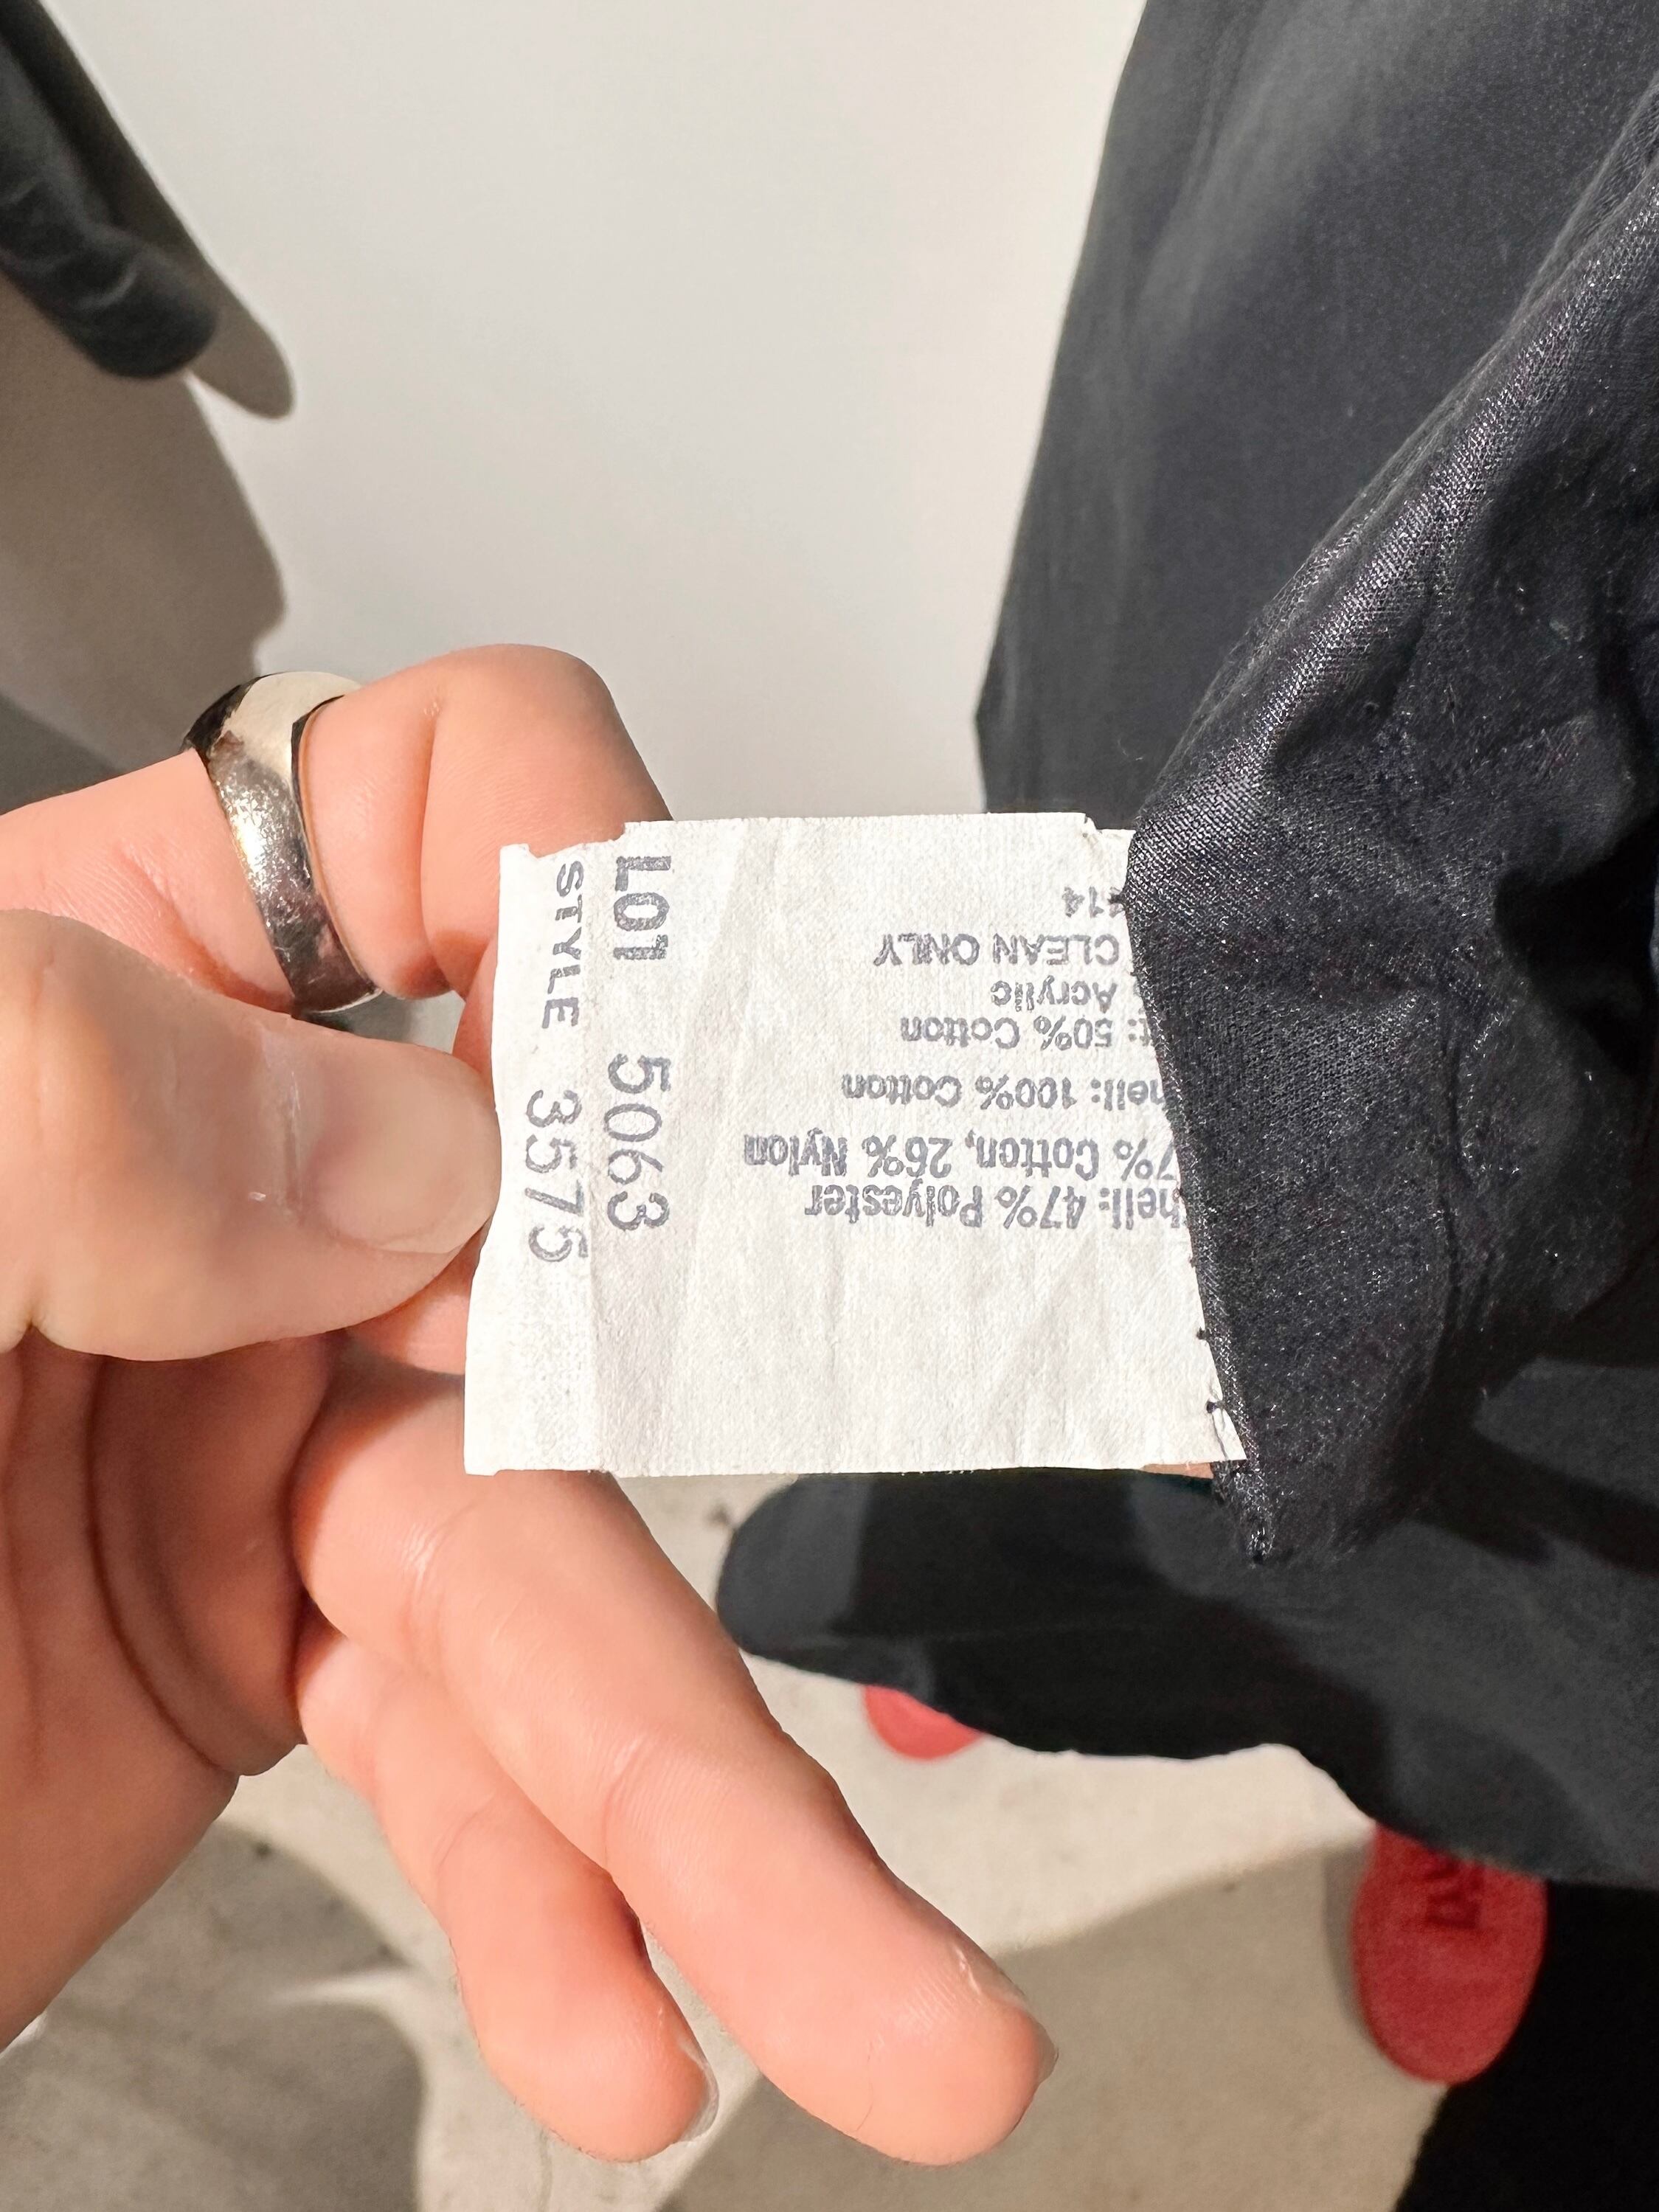 hell: 47% Polyester
7% Cotton, 26% Nylon
hell: 100% Cotton
t: 50% Cotton
Acrylic
CLEAN ONLY
#14
LOT 5063
STYLE 3575